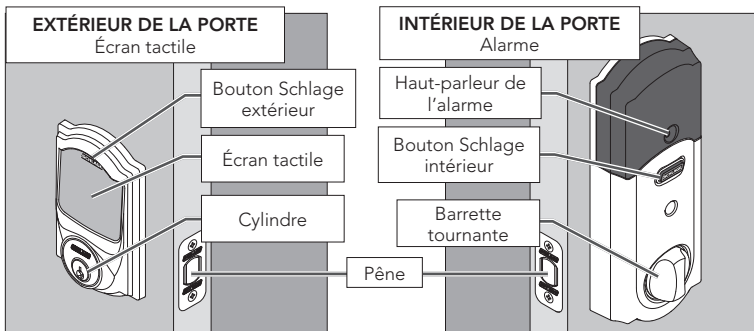 EXTÉRIEUR DE LA PORTE
Écran tactile
Bouton Schlage
extérieur
Écran tactile
Cylindre
Pêne
INTÉRIEUR DE LA PORTE
Alarme
Haut-parleur de
l’alarme
Bouton Schlage
intérieur
Barrette
tournante